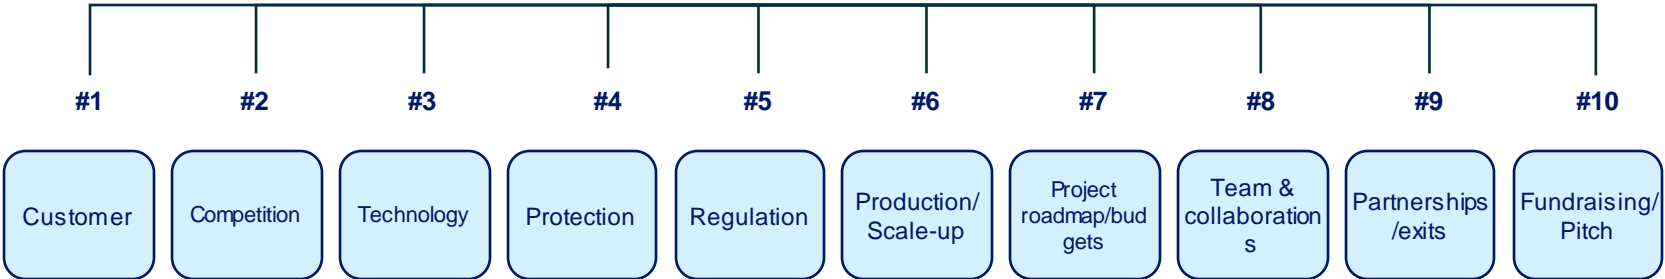 #1 #2 #3 #4 #5 #6 #7 #8 #9 #10
Customer
Competition
Technology
Protection
Regulation
Production/
Scale-up
Project
roadmap/bud
gets
Team &
collaboration
s
Partnerships
/exits
Fundraising/
Pitch